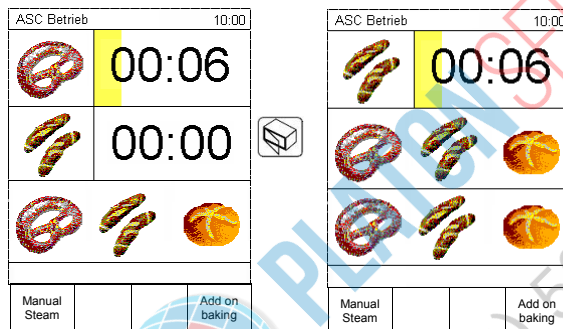 ASC Betrieb 10:00
00:06
00:00
Manual Steam
Add on baking
ASC Betrieb 10:00
00:06
Manual Steam
Add on baking
PLATON